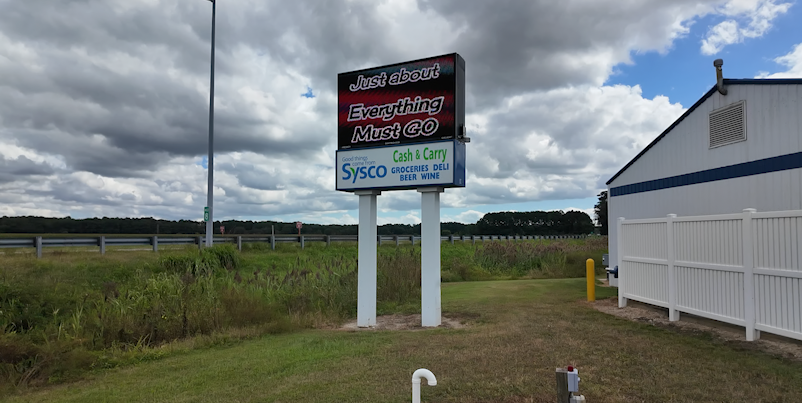 Just about
Everything
Must GO
Good things
come from
Sysco
Cash & Carry
GROCERIES DELI
BEER WINE